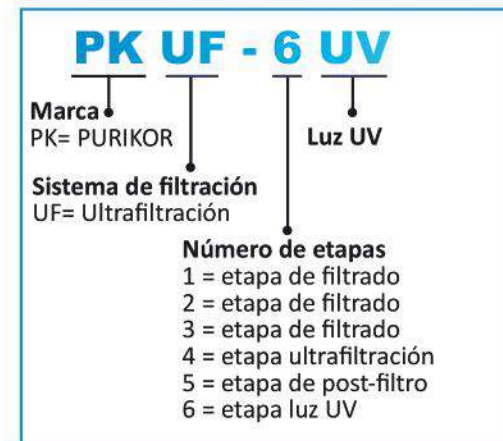 PK UF - 6 UV
Marca
PK= PURIKOR
Luz UV
Sistema de filtración
UF= Ultrafiltración
Número de etapas
1 = etapa de filtrado
2 = etapa de filtrado
3 = etapa de filtrado
4 = etapa ultrafiltración
5 = etapa de post-filtro
6 = etapa luz UV